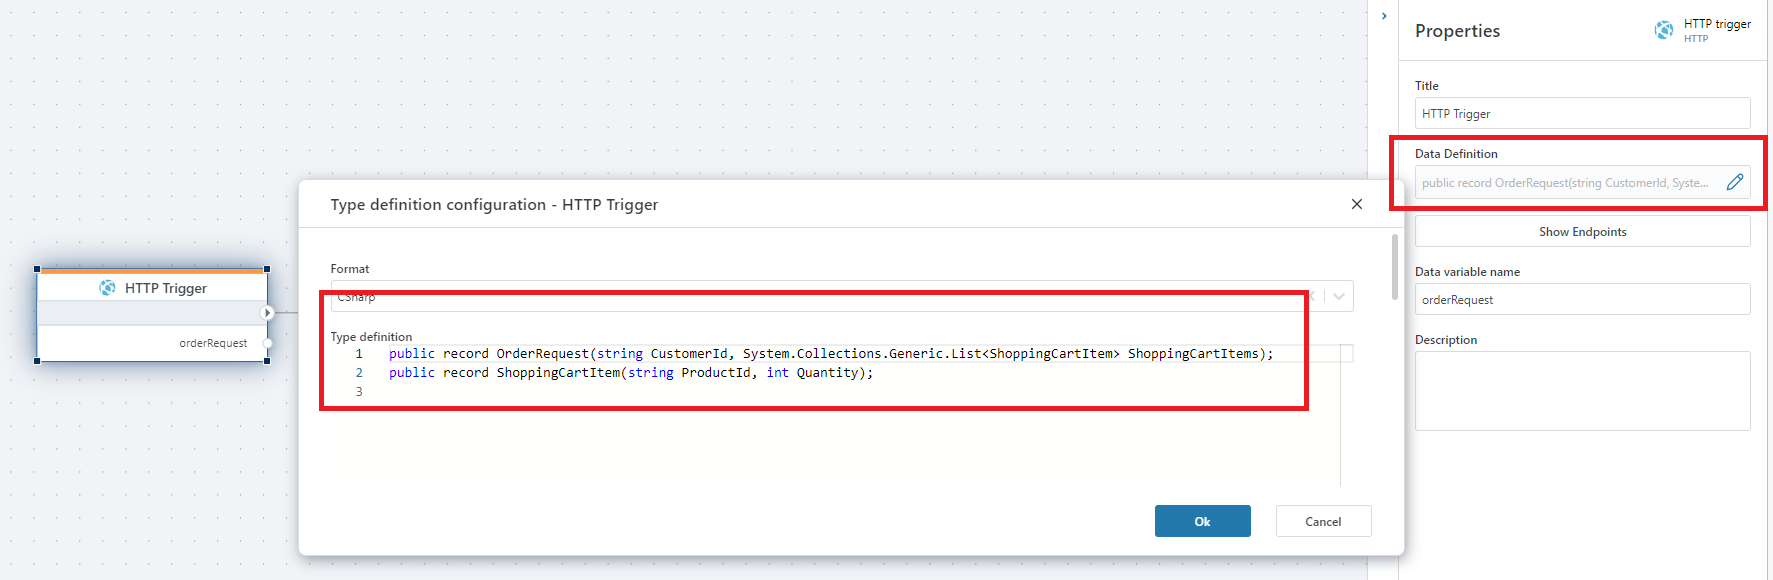 HTTP Trigger
orderRequest
Type definition configuration - HTTP Trigger
Format
CSharp
Type definition
1 public record OrderRequest(string CustomerId, System.Collections.Generic.List<ShoppingCartItem> ShoppingCartItems);
2 public record ShoppingCartItem(string ProductId, int Quantity);
3
Ok
Cancel
Properties
HTTP trigger
HTTP
Title
HTTP Trigger
Data Definition
public record OrderRequest(string CustomerId, Syste...
Show Endpoints
Data variable name
orderRequest
Description